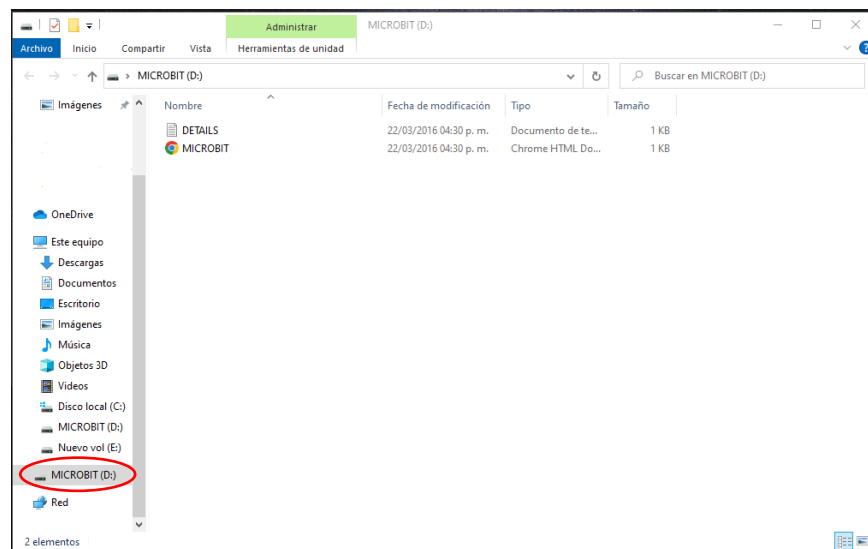 Administrar
MICROBIT (D:)
Archivo Inicio Compartir Vista Herramientas de unidad
MICROBIT (D:)
Buscar en MICROBIT (D:)
Imágenes
Nombre Fecha de modificación Tipo Tamaño
DETAILS 22/03/2016 04:30 p. m. Documento de te... 1 KB
MICROBIT 22/03/2016 04:30 p. m. Chrome HTML Do... 1 KB
OneDrive
Este equipo
Descargas
Documentos
Escritorio
Imágenes
Música
Objetos 3D
Videos
Disco local (C:)
MICROBIT (D:)
Nuevo vol (E:)
MICROBIT (D:)
Red
2 elementos